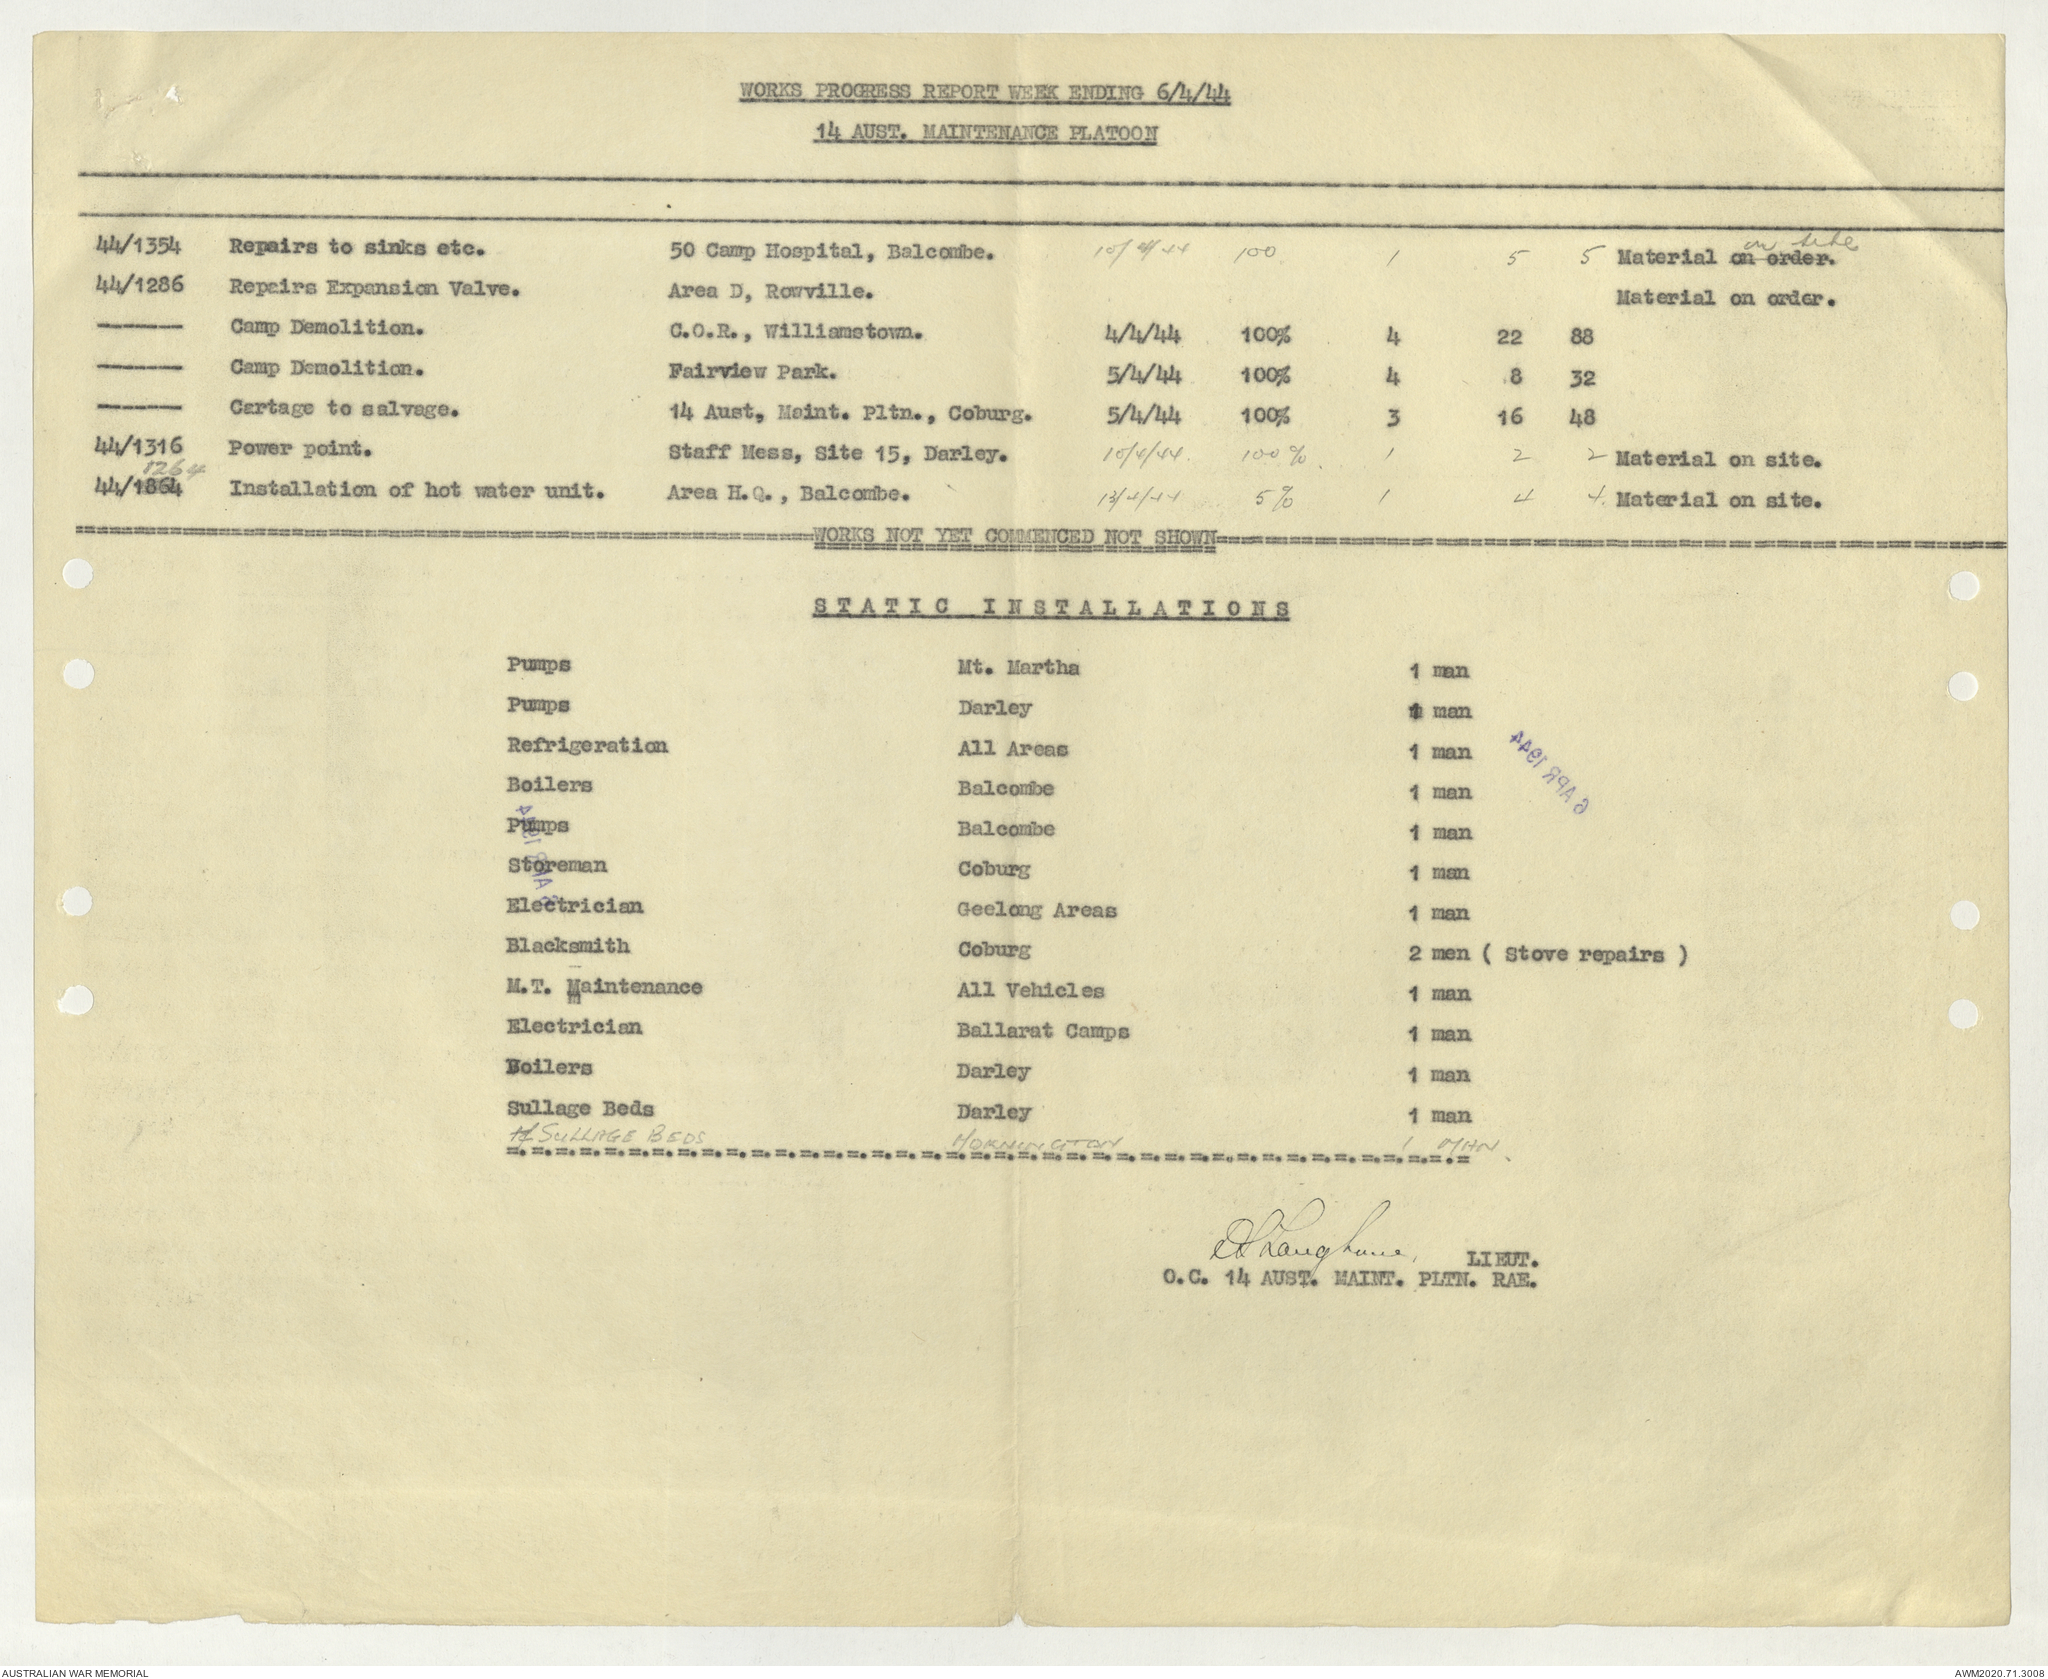 WORKS PROGRESS REPORT WEEK ENDING 6/4/44
14 AUST. MAINTENANCE PLATOON
44/1354 Repairs to sinks etc. 50 Camp Hospital, Balcombe. 10/4/44 100 1 5 5 Material on order. on site
44/1286 Repairs Expansion Valve. Area D, Rowville. Material on order.
------- Camp Demolition. C.O.R., Williamstown. 4/4/44 100% 4 22 88
------- Camp Demolition. Fairview Park. 5/4/44 100% 4 8 32
------- Cartage to salvage. 14 Aust, Maint. Pltn., Coburg. 5/4/44 100% 3 16 48
44/1316 Power point. Staff Mess, Site 15, Darley. 10/4/44. 100%. 1 2 2 Material on site.
1264
44/1864 Installation of hot water unit. Area H.Q., Balcombe. 13/4/44 5% 1 4 4. Material on site.
WORKS NOT YET COMMENCED NOT SHOWN
STATIC INSTALLATIONS
Pumps Mt. Martha 1 man
Pumps Darley 1 man
Refrigeration All Areas 1 man
6 APR 1944
Boilers Balcombe 1 man
Pumps Balcombe 1 man
6 APR 1944
Storeman Coburg 1 man
Electrician Geelong Areas 1 man
Blacksmith Coburg 2 men ( Stove repairs )
M.T. Maintenance All Vehicles 1 man
Electrician Ballarat Camps 1 man
Boilers Darley 1 man
Sullage Beds Darley 1 man
SULLAGE BEDS MORNINGTON 1 MAN.
LIEUT.
O.C. 14 AUST. MAINT. PLTN. RAE.
AUSTRALIAN WAR MEMORIAL AWM2020.71.3008